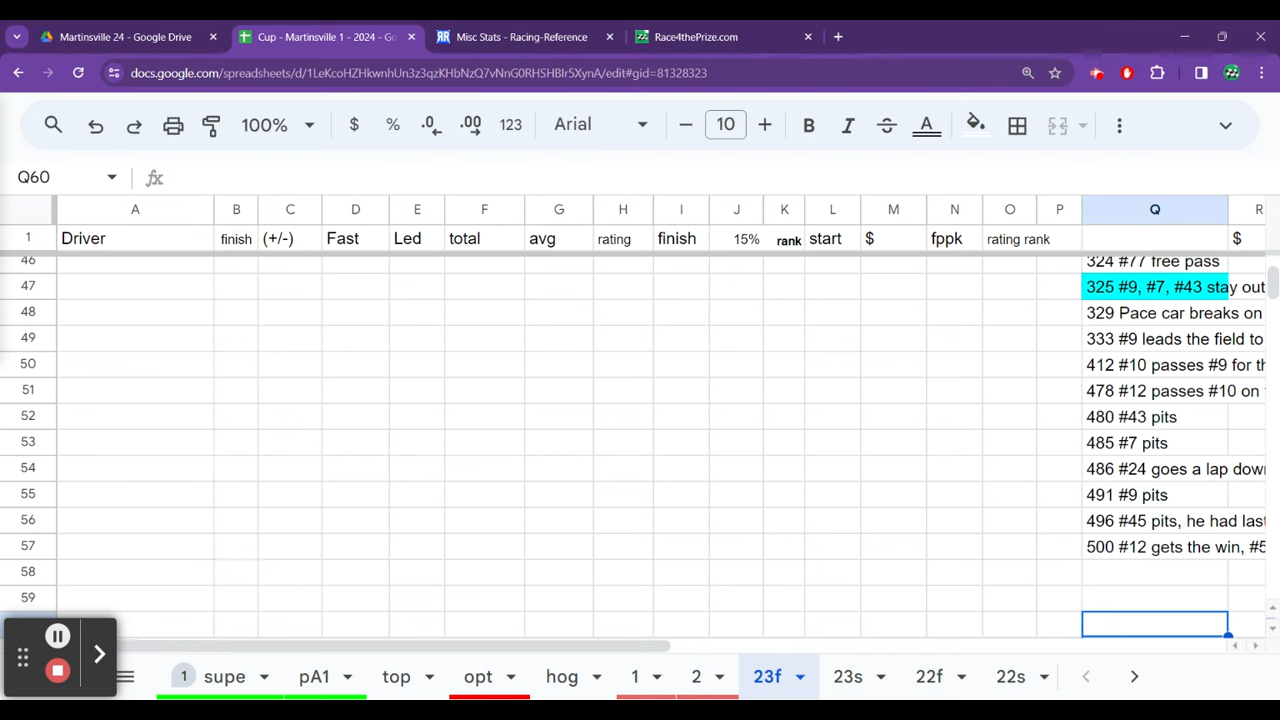 Martinsville 24 - Google Drive Cup - Martinsville 1 - 2024 - Go Misc Stats - Racing-Reference Race4thePrize.com
docs.google.com/spreadsheets/d/1LeKcoHZHkwnhUn3z3qzKHbNzQ7vNnG0RHSHBIr5XynA/edit#gid=81328323
100% $ % .0 .00 123 Arial 10 B I S A
Q60 fx
A B C D E F G H I J K L M N O P Q R
1 Driver finish (+/-) Fast Led total avg rating finish 15% rank start $ fppk rating rank $
46 324 #77 free pass
47 325 #9, #7, #43 stay out
48 329 Pace car breaks on
49 333 #9 leads the field to
50 412 #10 passes #9 for th
51 478 #12 passes #10 on
52 480 #43 pits
53 485 #7 pits
54 486 #24 goes a lap down
55 491 #9 pits
56 496 #45 pits, he had last
57 500 #12 gets the win, #5
58
59
1 supe pA1 top opt hog 1 2 23f 23s 22f 22s